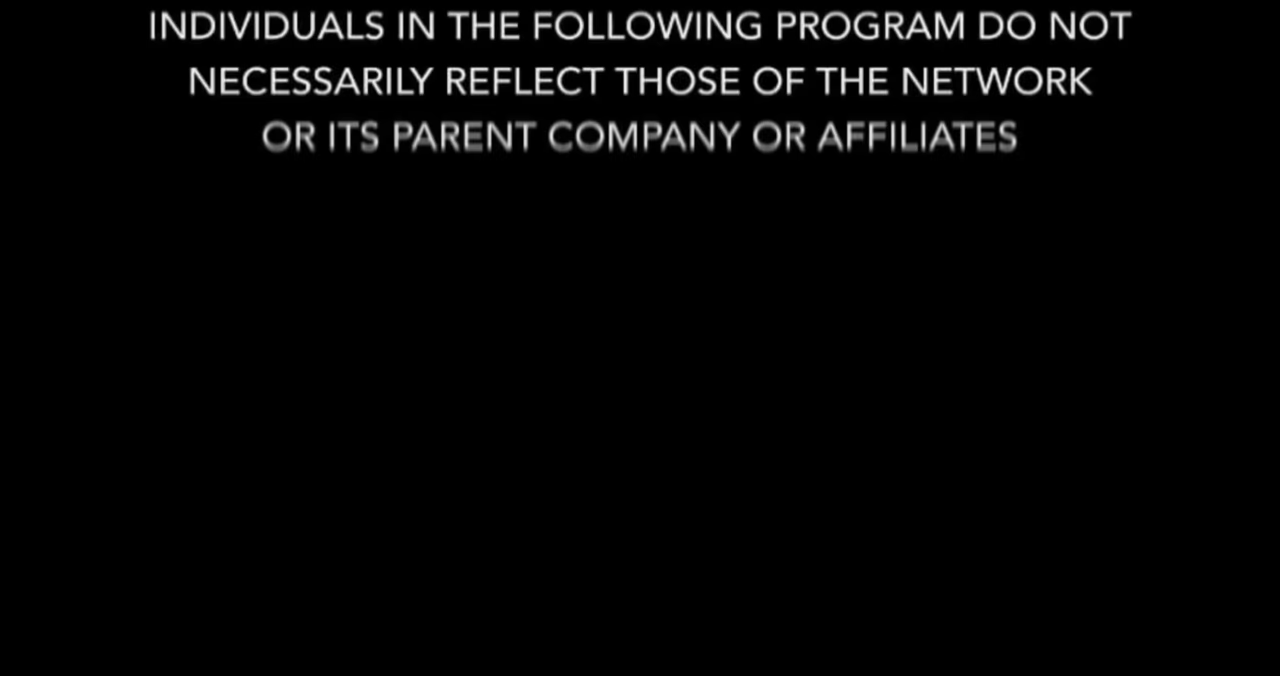 INDIVIDUALS IN THE FOLLOWING PROGRAM DO NOT
NECESSARILY REFLECT THOSE OF THE NETWORK
OR ITS PARENT COMPANY OR AFFILIATES